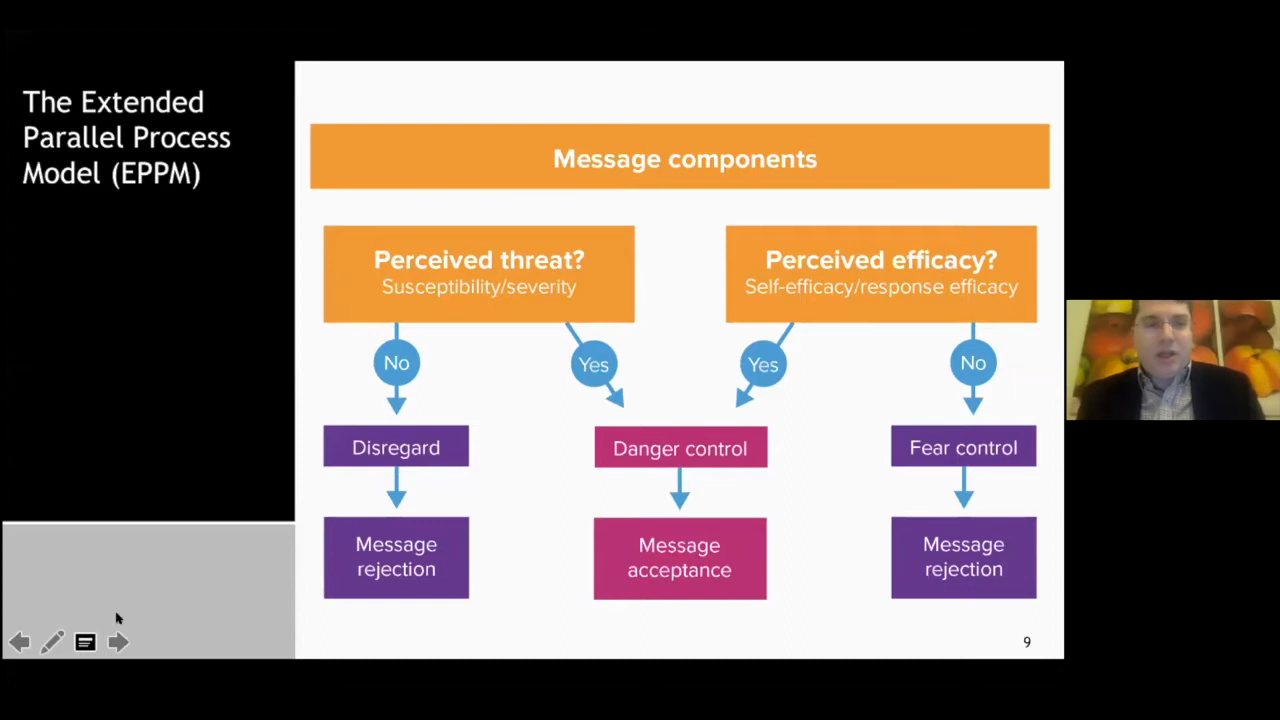 The Extended
Parallel Process
Model (EPPM)
Message components
Perceived threat?
Susceptibility/severity
Perceived efficacy?
Self-efficacy/response efficacy
No
Yes
Yes
No
Disregard
Danger control
Fear control
Message
rejection
Message
acceptance
Message
rejection
9